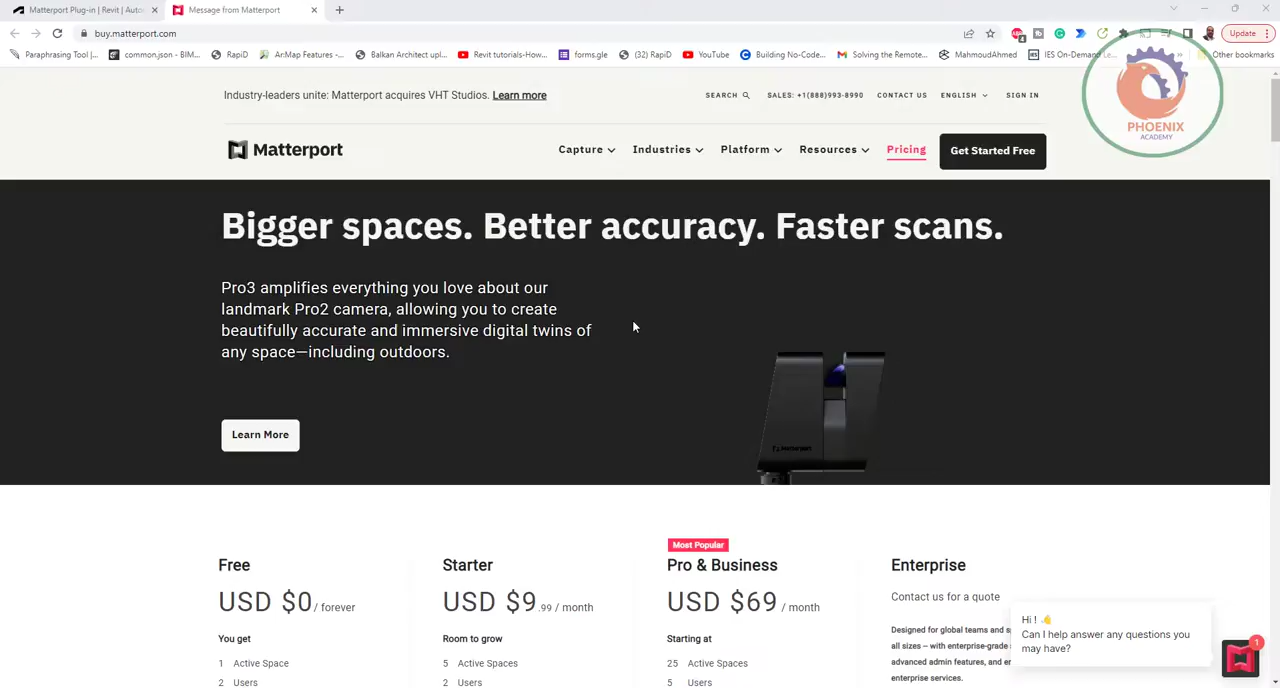 Matterport Plug-in | Revit | Auto
Message from Matterport
buy.matterport.com
Update
Paraphrasing Tool |...
common.json - BIM...
RapiD
ArcMap Features -...
Balkan Architect upl...
Revit tutorials-How...
forms.gle
(32) RapiD
YouTube
Building No-Code...
Solving the Remote...
MahmoudAhmed
IES On-Demand Le...
Other bookmarks
Industry-leaders unite: Matterport acquires VHT Studios. Learn more
SEARCH
SALES: +1(888)993-8990
CONTACT US
ENGLISH
SIGN IN
PHOENIX
ACADEMY
Matterport
Capture
Industries
Platform
Resources
Pricing
Get Started Free
Bigger spaces. Better accuracy. Faster scans.
Pro3 amplifies everything you love about our
landmark Pro2 camera, allowing you to create
beautifully accurate and immersive digital twins of
any space—including outdoors.
Learn More
Matterport
Free
USD $0 / forever
You get
1 Active Space
2 Users
Starter
USD $9.99 / month
Room to grow
5 Active Spaces
2 Users
Most Popular
Pro & Business
USD $69 / month
Starting at
25 Active Spaces
5 Users
Enterprise
Contact us for a quote
Designed for global teams and
all sizes – with enterprise-grade
advanced admin features, and
enterprise services.
Hi ! 👋
Can I help answer any questions you
may have?
1